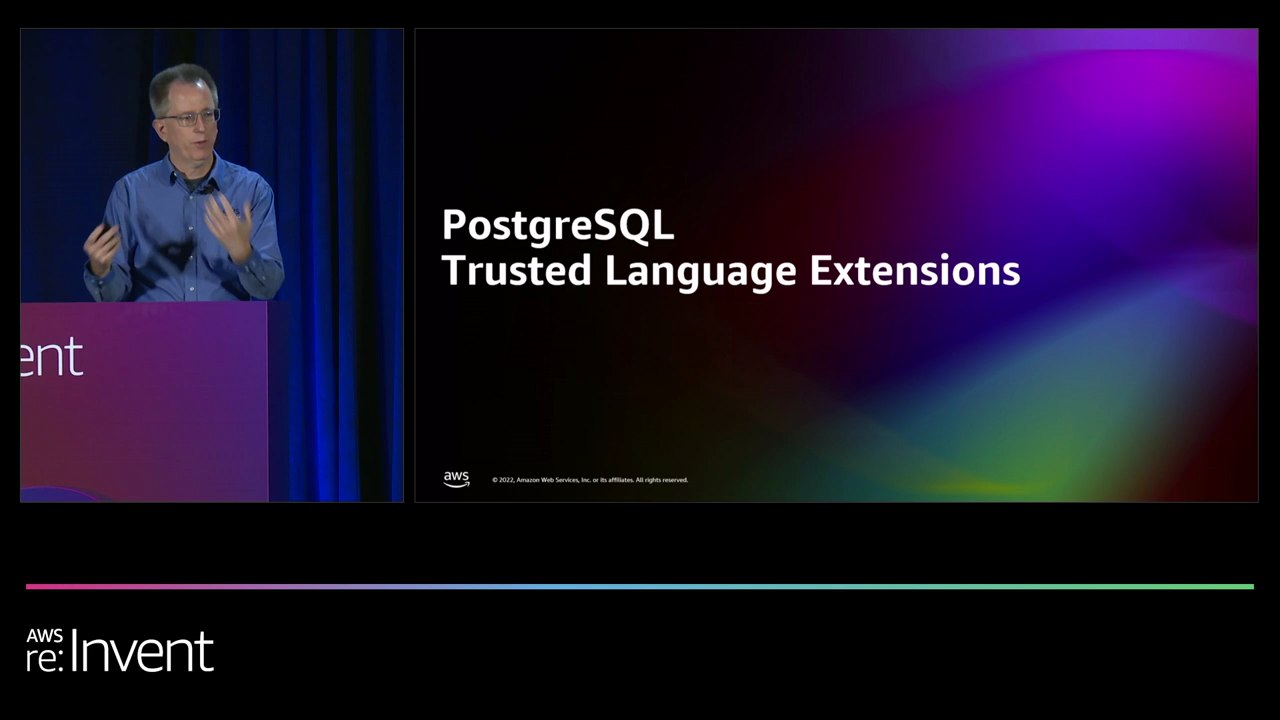 ent
PostgreSQL
Trusted Language Extensions
aws
© 2022, Amazon Web Services, Inc. or its affiliates. All rights reserved.
AWS
re:Invent